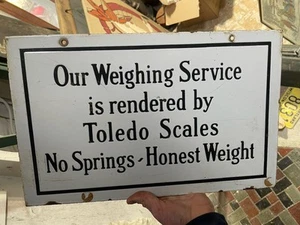 Our Weighing Service
is rendered by
Toledo Scales
No Springs - Honest Weight